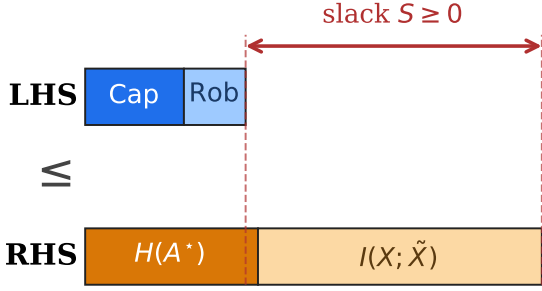 slack S ≥ 0
LHS Cap Rob
≤
RHS H(A⋆) I(X; X̃)